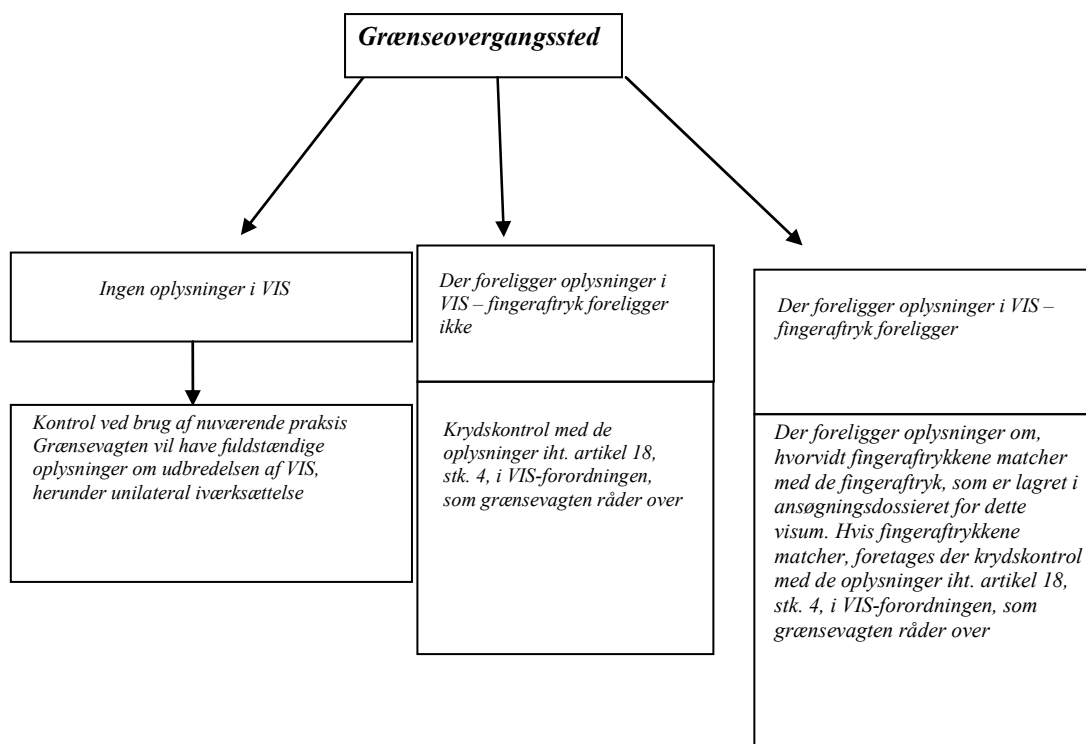 Grænseovergangssted
Ingen oplysninger i VIS
Kontrol ved brug af nuværende praksis
Grænsevagten vil have fuldstændige
oplysninger om udbredelsen af VIS,
herunder unilateral iværksættelse
Der foreligger oplysninger i
VIS – fingeraftryk foreligger
ikke
Krydskontrol med de
oplysninger iht. artikel 18,
stk. 4, i VIS-forordningen,
som grænsevagten råder over
Der foreligger oplysninger i VIS –
fingeraftryk foreligger
Der foreligger oplysninger om,
hvorvidt fingeraftrykkene matcher
med de fingeraftryk, som er lagret i
ansøgningsdossieret for dette
visum. Hvis fingeraftrykkene
matcher, foretages der krydskontrol
med de oplysninger iht. artikel 18,
stk. 4, i VIS-forordningen, som
grænsevagten råder over